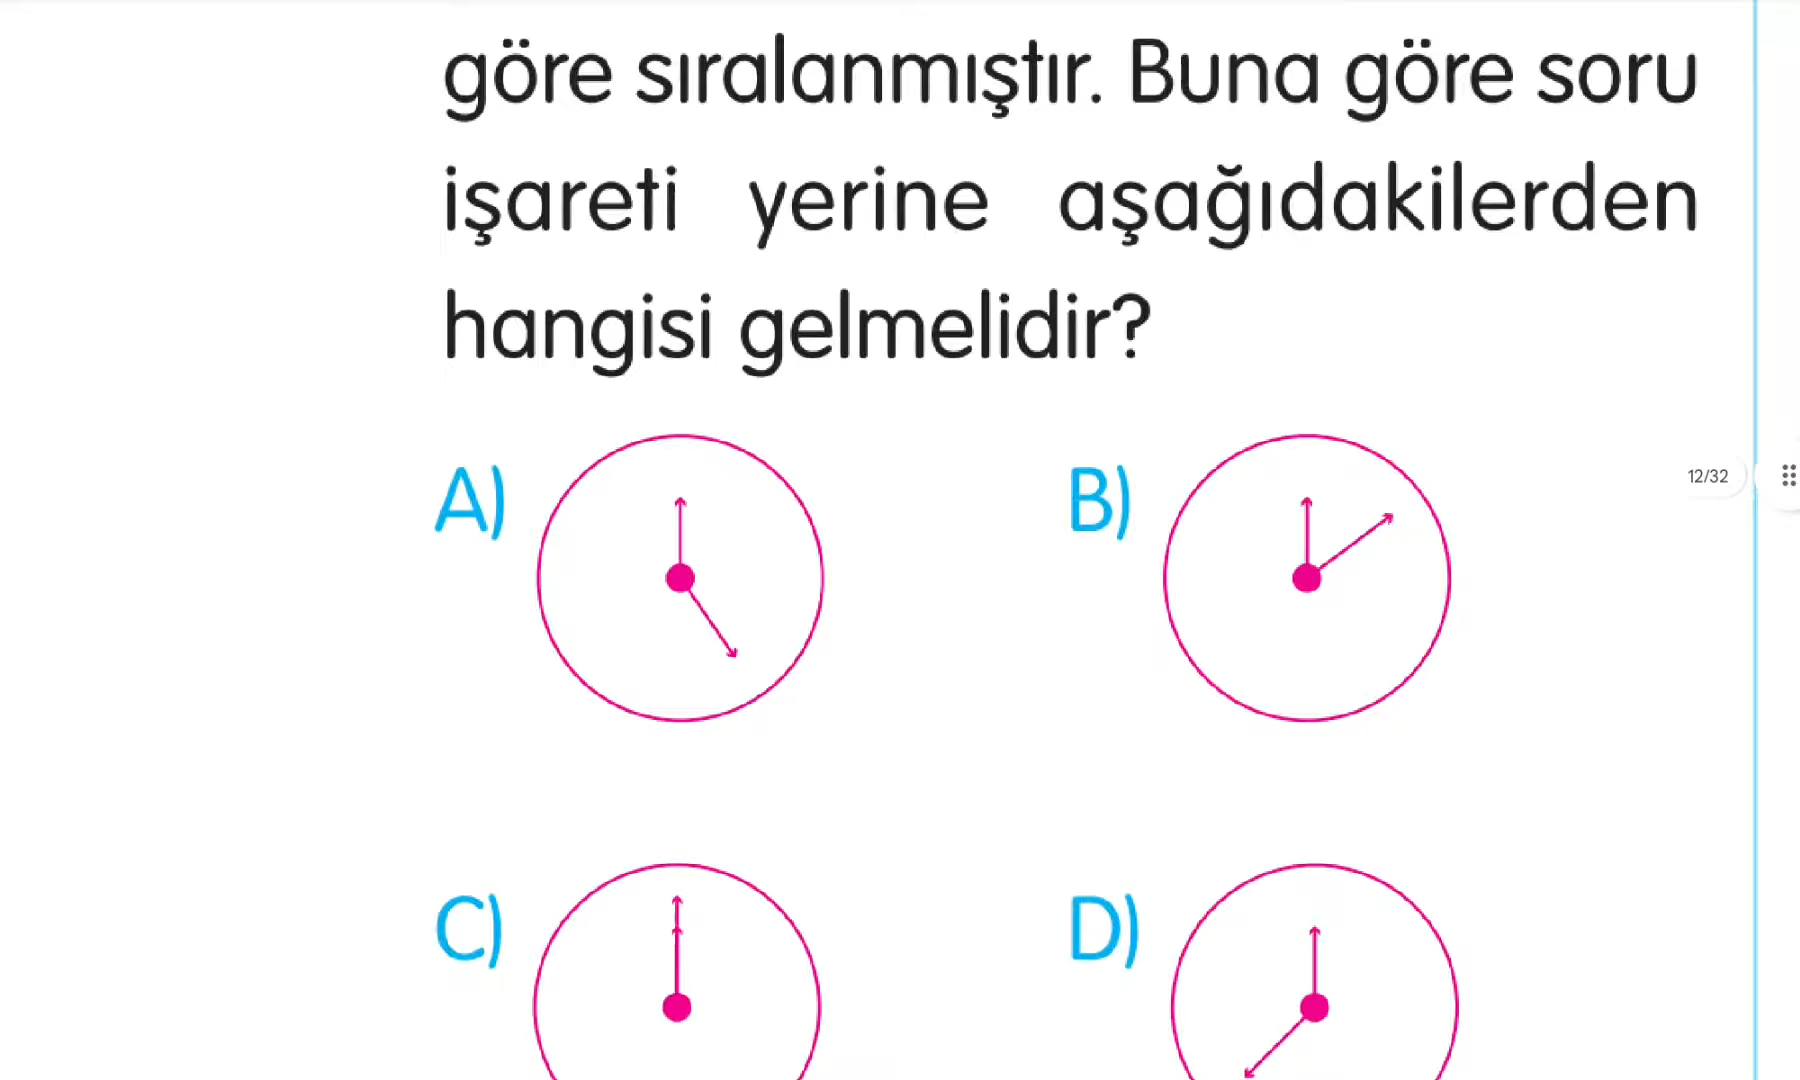 göre sıralanmıştır. Buna göre soru
işareti yerine aşağıdakilerden
hangisi gelmelidir?
A)
B)
12/32
C)
D)